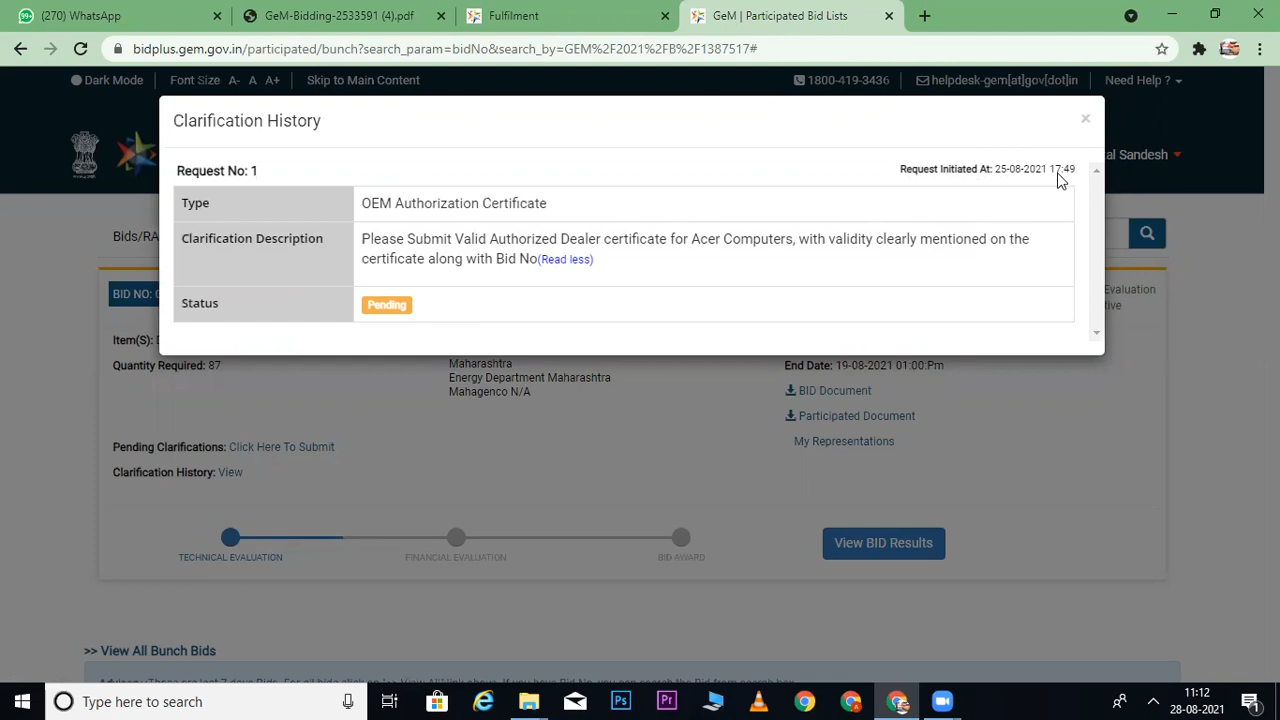 99+ (270) WhatsApp × GeM-Bidding-2533591 (4).pdf × Fulfilment × GeM | Participated Bid Lists × +
bidplus.gem.gov.in/participated/bunch?search_param=bidNo&search_by=GEM%2F2021%2FB%2F1387517#
Dark Mode Font Size A- A A+ Skip to Main Content 1800-419-3436 helpdesk-gem[at]gov[dot]in Need Help ?
Clarification History ×
Request No: 1 Request Initiated At: 25-08-2021 17:49
Type OEM Authorization Certificate
Clarification Description Please Submit Valid Authorized Dealer certificate for Acer Computers, with validity clearly mentioned on the
certificate along with Bid No(Read less)
Status Pending
al Sandesh
Bids/RA
BID NO: Evaluation
tive
Item(S):
Quantity Required: 87
Maharashtra
Energy Department Maharashtra
Mahagenco N/A
End Date: 19-08-2021 01:00:Pm
BID Document
Participated Document
My Representations
Pending Clarifications: Click Here To Submit
Clarification History: View
TECHNICAL EVALUATION FINANCIAL EVALUATION BID AWARD
View BID Results
>> View All Bunch Bids
Type here to search
Ps Pr
11:12
28-08-2021
1